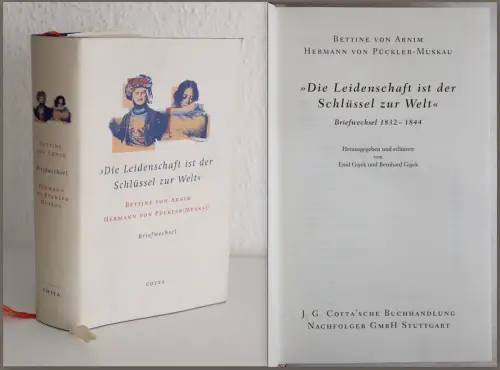 BETTINE
VON ARNIM
Briefwechsel
HERMANN
VON PÜCKLER-
MUSKAU
COTTA
»Die Leidenschaft ist der
Schlüssel zur Welt«
BETTINE VON ARNIM
HERMANN VON PÜCKLER-MUSKAU
Briefwechsel
COTTA
BETTINE VON ARNIM
HERMANN VON PÜCKLER-MUSKAU
»Die Leidenschaft ist der
Schlüssel zur Welt«
Briefwechsel 1832–1844
Herausgegeben und erläutert
von
Enid Gajek und Bernhard Gajek
J. G. COTTA'SCHE BUCHHANDLUNG
NACHFOLGER GMBH STUTTGART